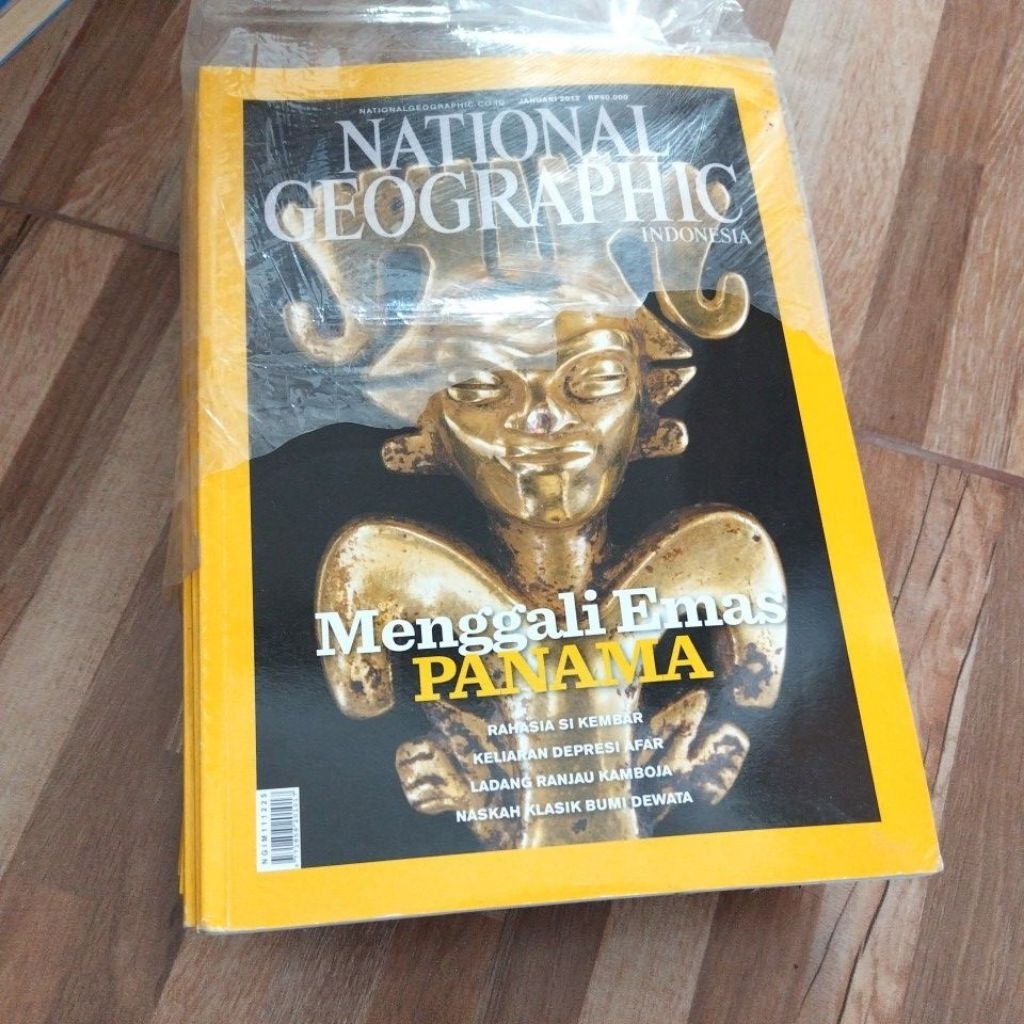 NATIONALGEOGRAPHIC.CO.ID JANUARI 2012 RP50.000
NATIONAL
GEOGRAPHIC
INDONESIA
Menggali Emas
PANAMA
RAHASIA SI KEMBAR
KELIARAN DEPRESI AFAR
LADANG RANJAU KAMBOJA
NASKAH KLASIK BUMI DEWATA
NGIM111225